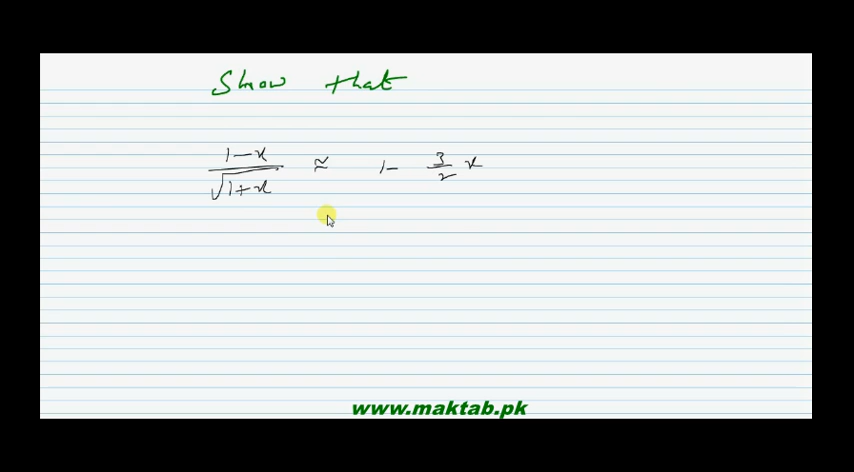 Show that
1-x / √1+x ≈ 1- 3/2 x
www.maktab.pk